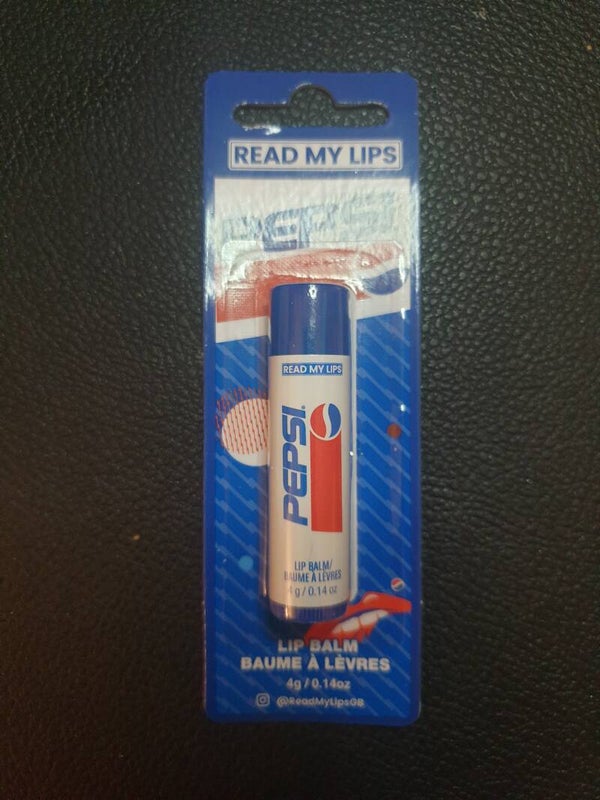 READ MY LIPS
PEPSI
READ MY LIPS
PEPSI®
LIP BALM/
BAUME À LÈVRES
4 g / 0.14 oz
LIP BALM
BAUME À LÈVRES
4g / 0.14oz
@ReadMyLipsGB